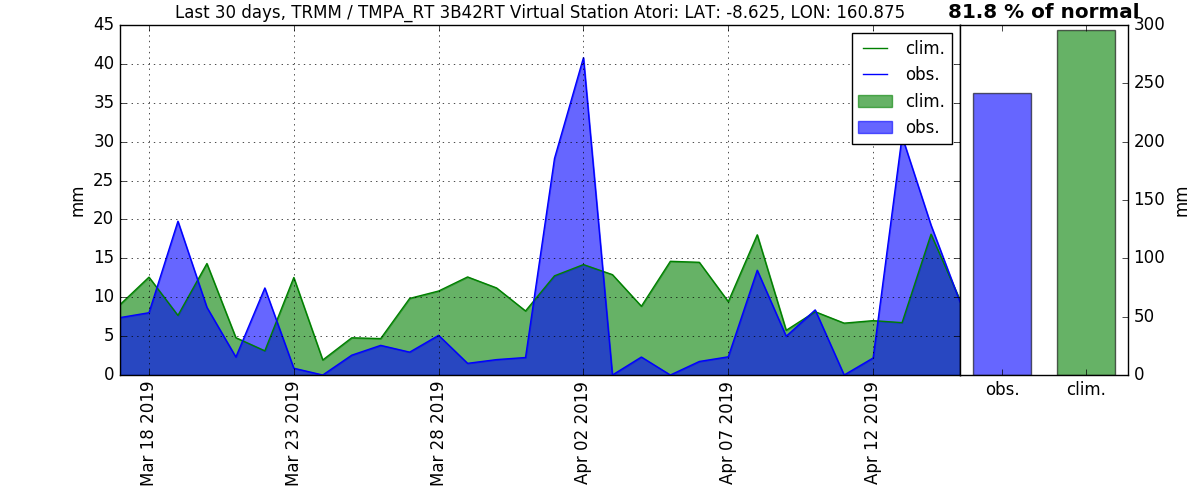 Last 30 days, TRMM / TMPA_RT 3B42RT Virtual Station Atori: LAT: -8.625, LON: 160.875
81.8 % of normal
45
40
35
30
25
20
15
10
5
0
mm
clim.
obs.
clim.
obs.
300
250
200
150
100
50
0
mm
obs.
clim.
Mar 18 2019
Mar 23 2019
Mar 28 2019
Apr 02 2019
Apr 07 2019
Apr 12 2019